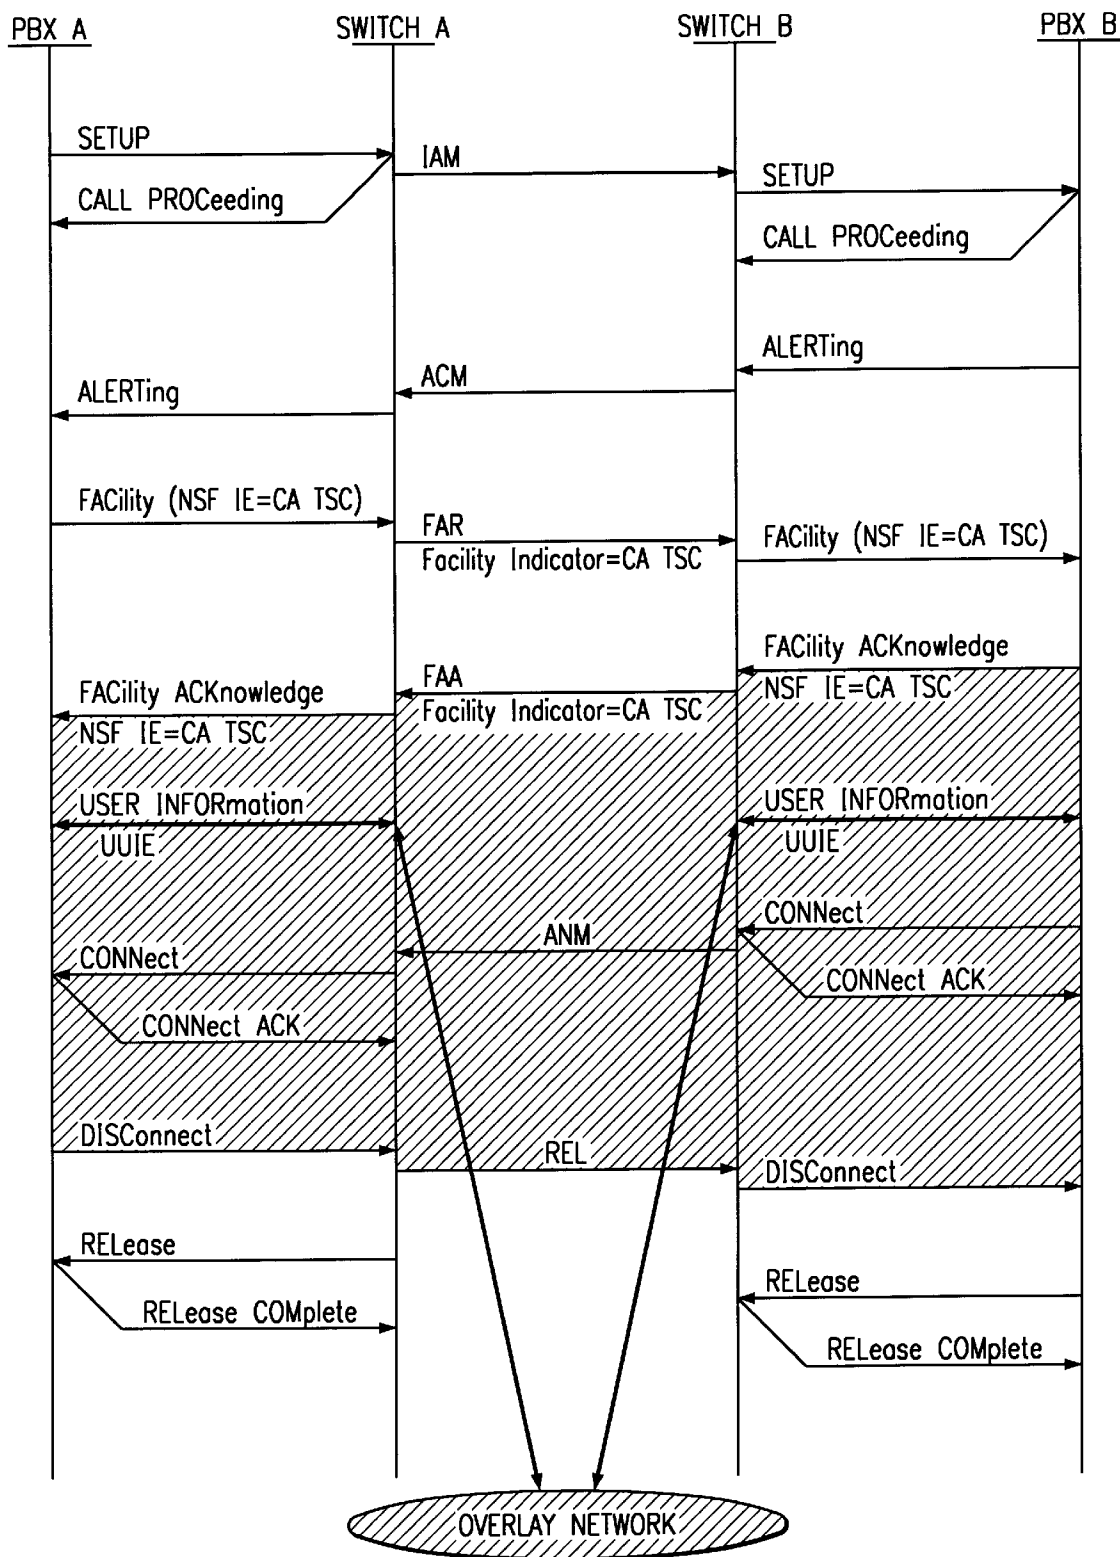 PBX A
SWITCH A
SWITCH B
PBX B
SETUP
IAM
CALL PROCeeding
SETUP
CALL PROCeeding
ALERTing
ACM
ALERTing
FACility (NSF IE=CA TSC)
FAR
Facility Indicator=CA TSC
FACility (NSF IE=CA TSC)
FACility ACKnowledge
NSF IE=CA TSC
FAA
Facility Indicator=CA TSC
FACility ACKnowledge
NSF IE=CA TSC
USER INFORmation
UUIE
USER INFORmation
UUIE
CONNect
ANM
CONNect
CONNect ACK
CONNect ACK
DISConnect
REL
DISConnect
RELease
RELease
RELease COMplete
RELease COMplete
OVERLAY NETWORK